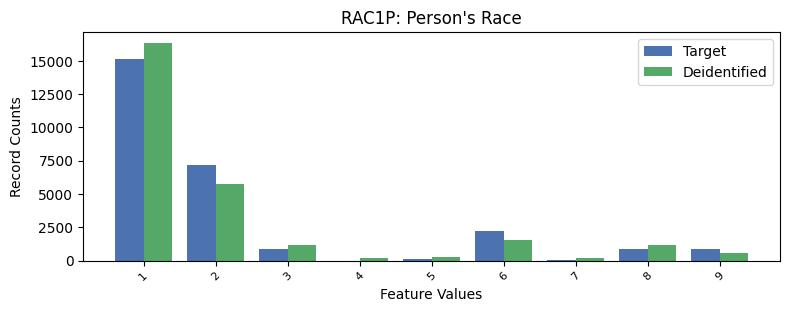 RAC1P: Person's Race
Target
Deidentified
Record Counts
15000
12500
10000
7500
5000
2500
0
1 2 3 4 5 6 7 8 9
Feature Values